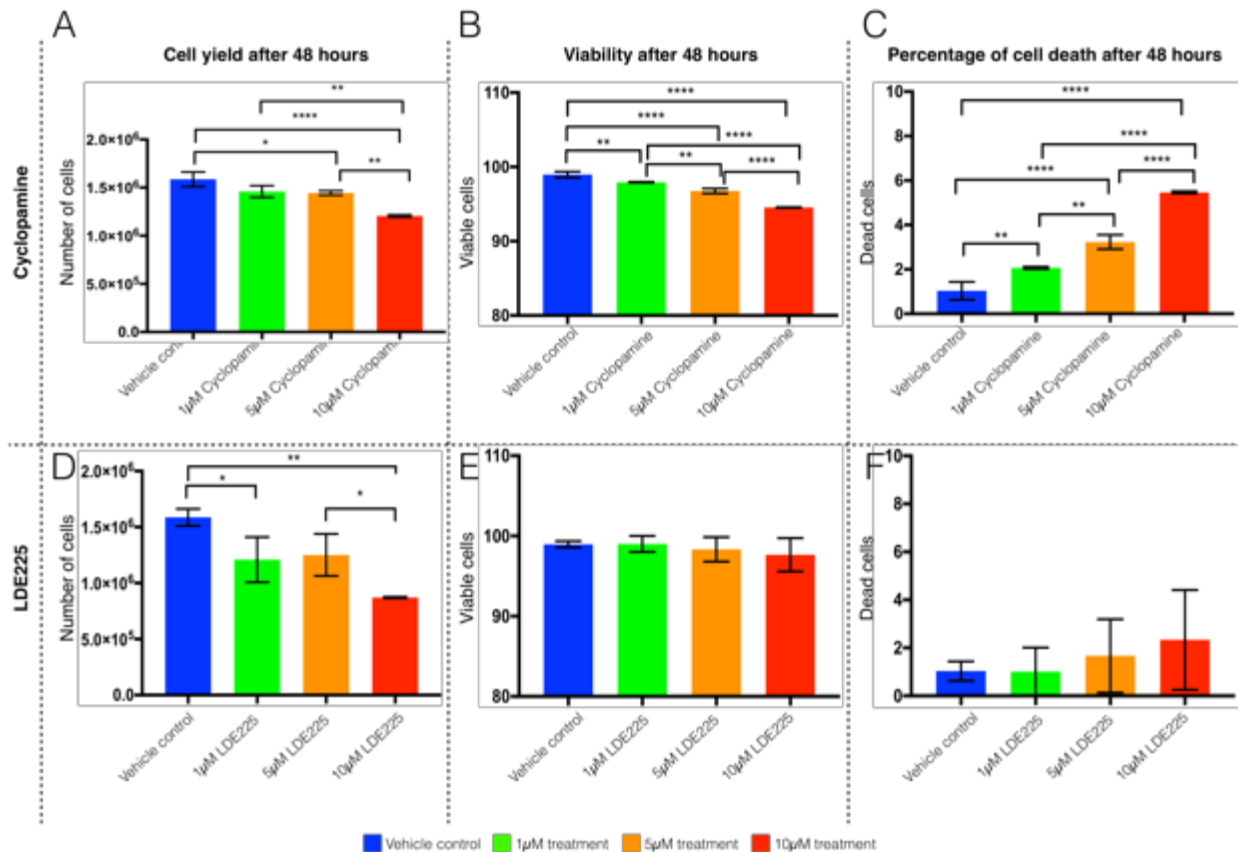 A
Cell yield after 48 hours
B
Viability after 48 hours
C
Percentage of cell death after 48 hours
Cyclopamine
Number of cells
2.0×10⁶
1.5×10⁶
1.0×10⁶
5.0×10⁵
0.0
**
****
*
**
Vehicle cont
1µM Cyclopamin
5µM Cyclopamin
10µM Cyclopamin
Viable cells
110
100
90
80
****
****
****
**
**
****
Vehicle control
1µM Cyclopamine
5µM Cyclopamine
10µM Cyclopamine
Dead cells
10
8
6
4
2
0
****
****
****
****
**
**
Vehicle control
1µM Cyclopamine
5µM Cyclopamine
10µM Cyclopamine
LDE225
D
Number of cells
2.0×10⁶
1.5×10⁶
1.0×10⁶
5.0×10⁵
0.0
**
*
*
Vehicle control
1µM LDE225
5µM LDE225
10µM LDE225
E
Viable cells
110
100
90
80
Vehicle control
1µM LDE225
5µM LDE225
10µM LDE225
F
Dead cells
10
8
6
4
2
0
Vehicle control
1µM LDE225
5µM LDE225
10µM LDE225
Vehicle control 1µM treatment 5µM treatment 10µM treatment